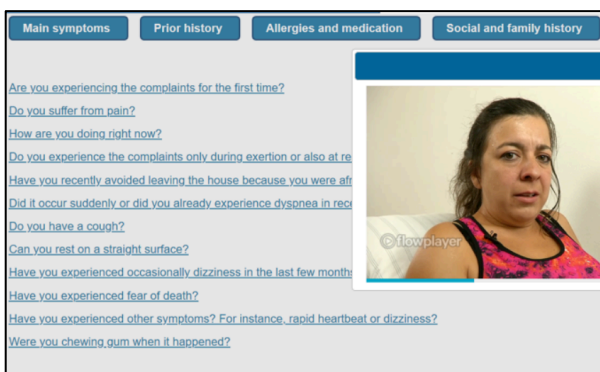 Main symptoms
Prior history
Allergies and medication
Social and family history
Are you experiencing the complaints for the first time?
Do you suffer from pain?
How are you doing right now?
Do you experience the complaints only during exertion or also at re
Have you recently avoided leaving the house because you were afr
Did it occur suddenly or did you already experience dyspnea in rece
flowplayer
Do you have a cough?
Can you rest on a straight surface?
Have you experienced occasionally dizziness in the last few months
Have you experienced fear of death?
Have you experienced other symptoms? For instance, rapid heartbeat or dizziness?
Were you chewing gum when it happened?